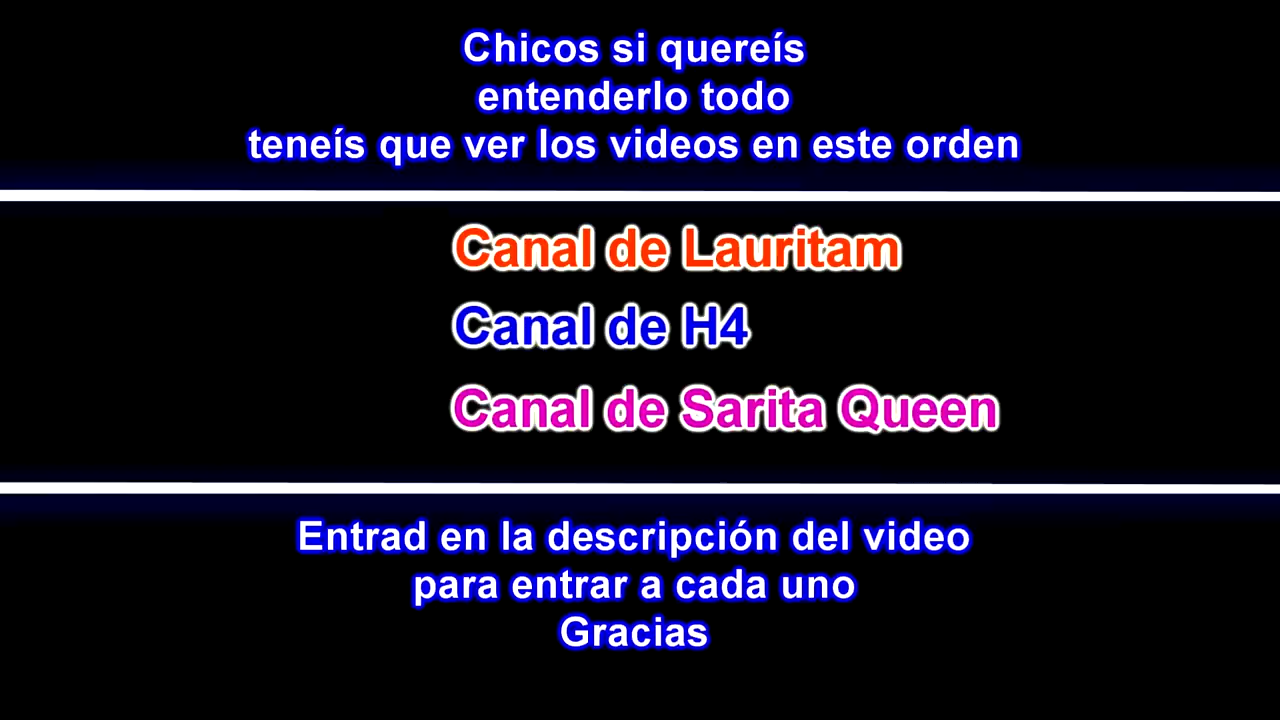 Chicos si quereís
entenderlo todo
teneís que ver los videos en este orden
Canal de Lauritam
Canal de H4
Canal de Sarita Queen
Entrad en la descripción del video
para entrar a cada uno
Gracias